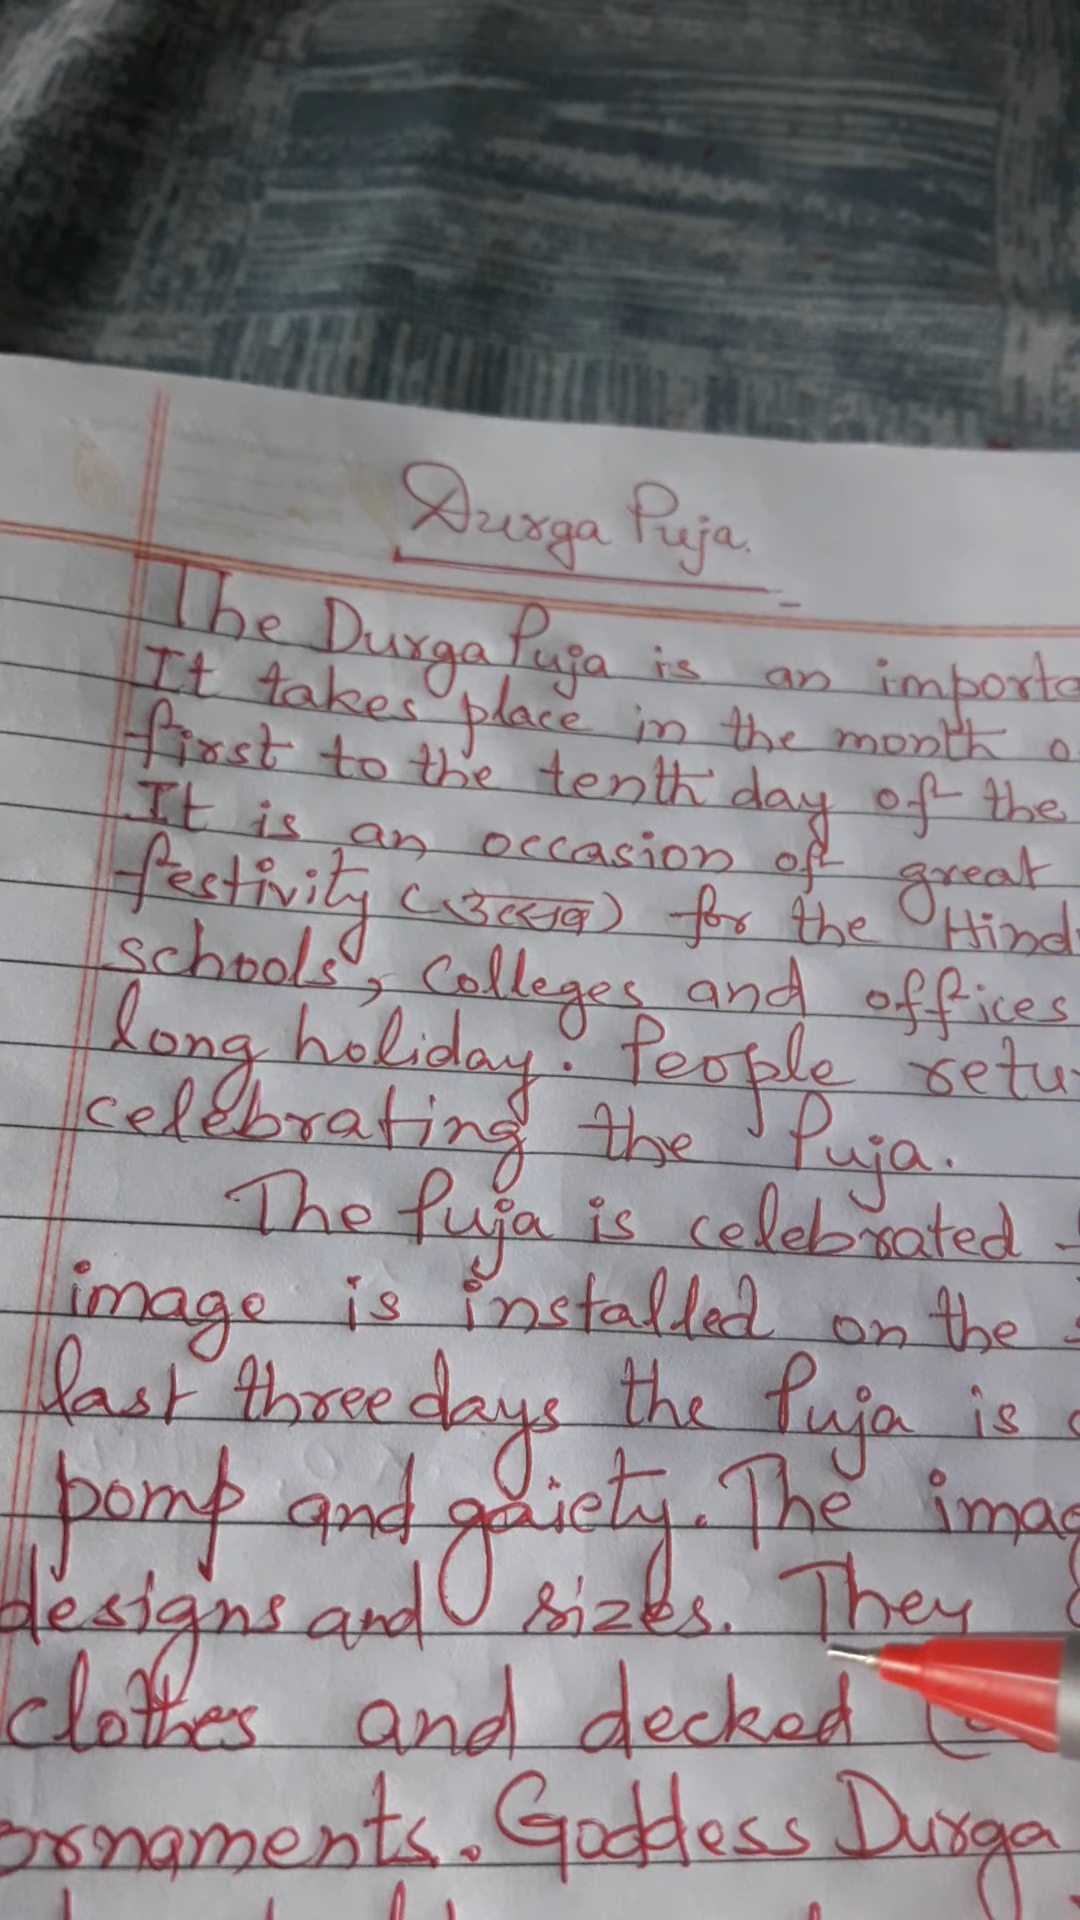 Durga Puja.
The Durga Puja is an importa
It takes place in the month o
first to the tenth day of the
It is an occasion of great
festivity (उत्सव) for the Hind
schools, colleges and offices
long holiday. People retu
celebrating the Puja.
The Puja is celebrated
image is installed on the
last three days the Puja is
pomp and gaiety. The imag
designs and sizes. They
clothes and decked
ornaments. Goddess Durga